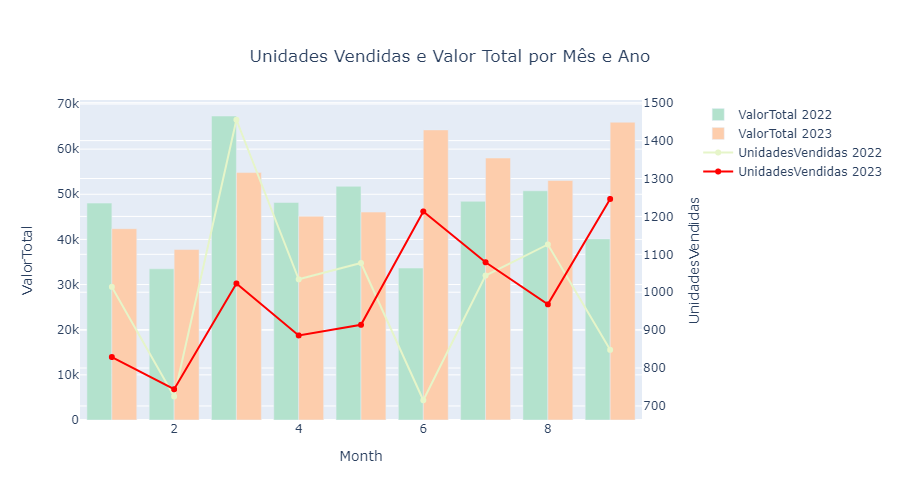 Unidades Vendidas e Valor Total por Mês e Ano
70k
60k
50k
40k
30k
20k
10k
0
ValorTotal
2
4
6
8
Month
1500
1400
1300
1200
1100
1000
900
800
700
UnidadesVendidas
ValorTotal 2022
ValorTotal 2023
UnidadesVendidas 2022
UnidadesVendidas 2023